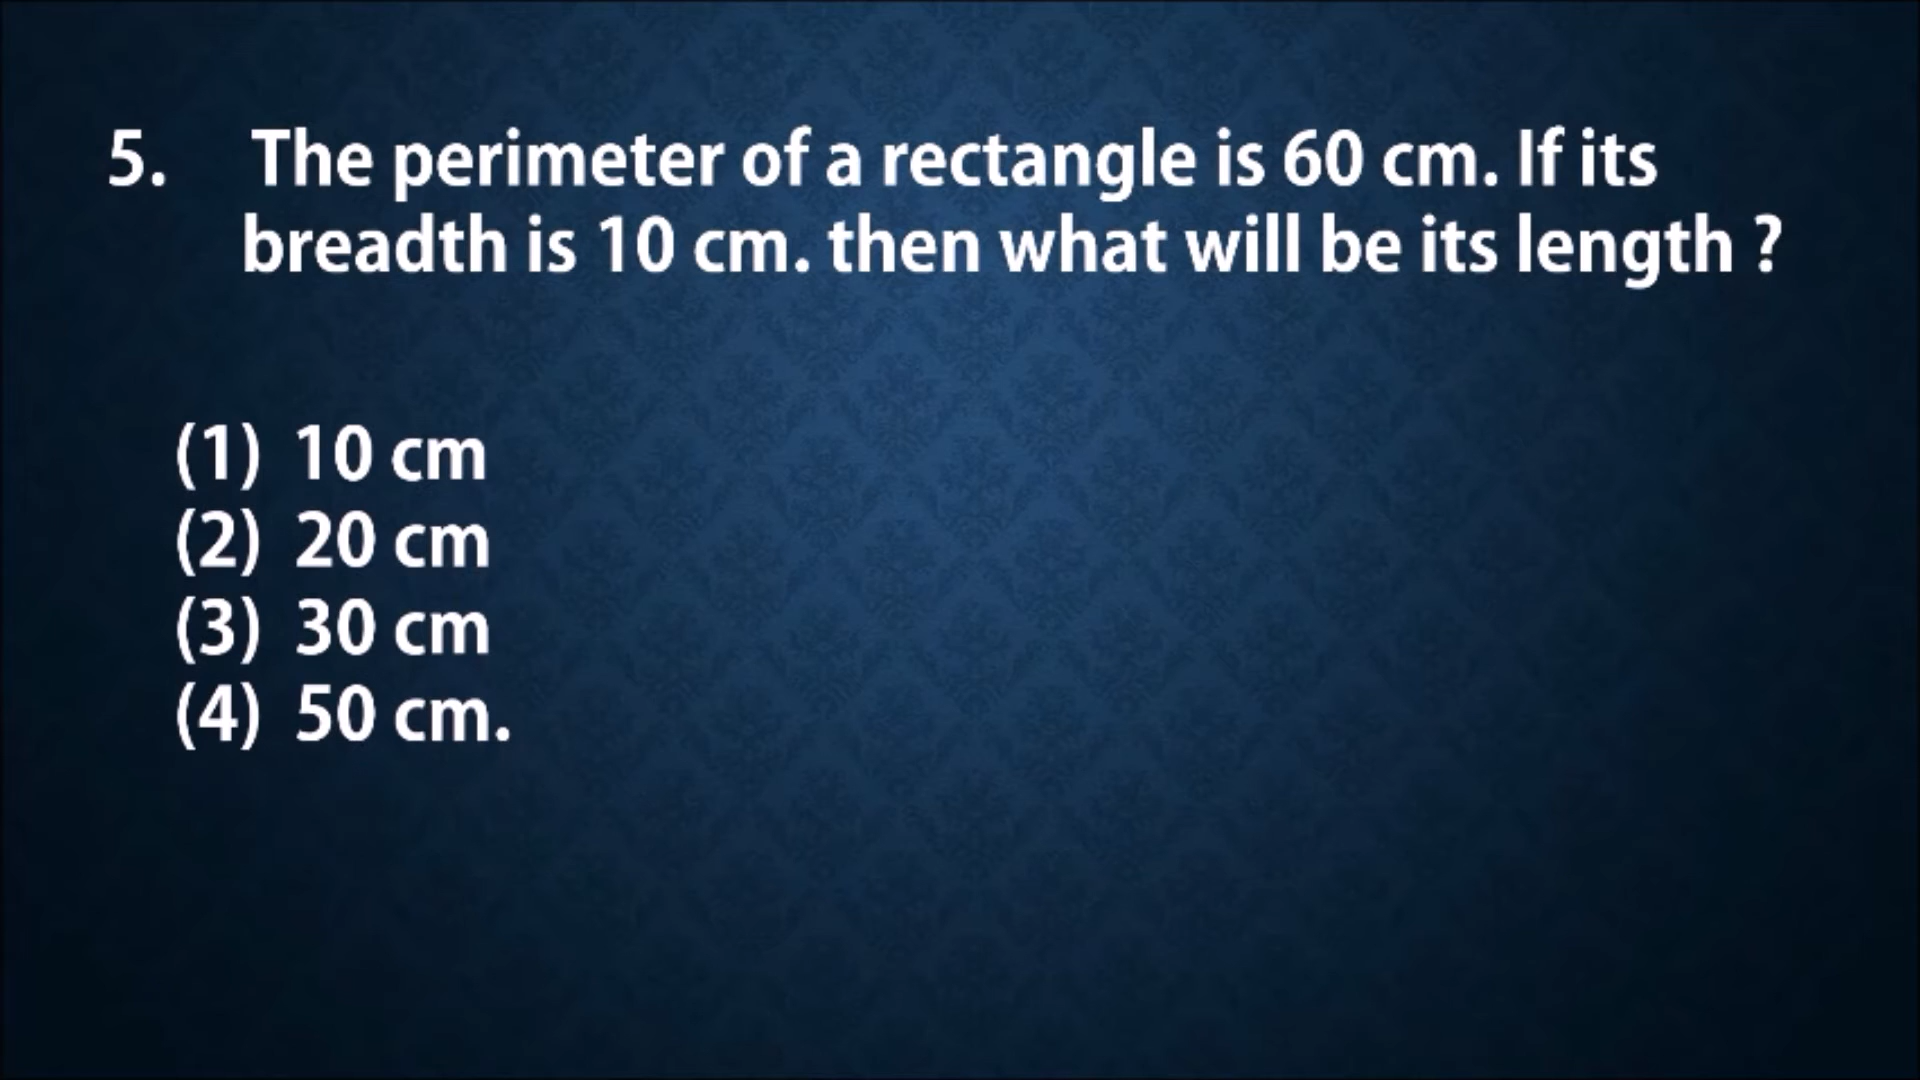 5. The perimeter of a rectangle is 60 cm. If its
breadth is 10 cm. then what will be its length ?
(1) 10 cm
(2) 20 cm
(3) 30 cm
(4) 50 cm.